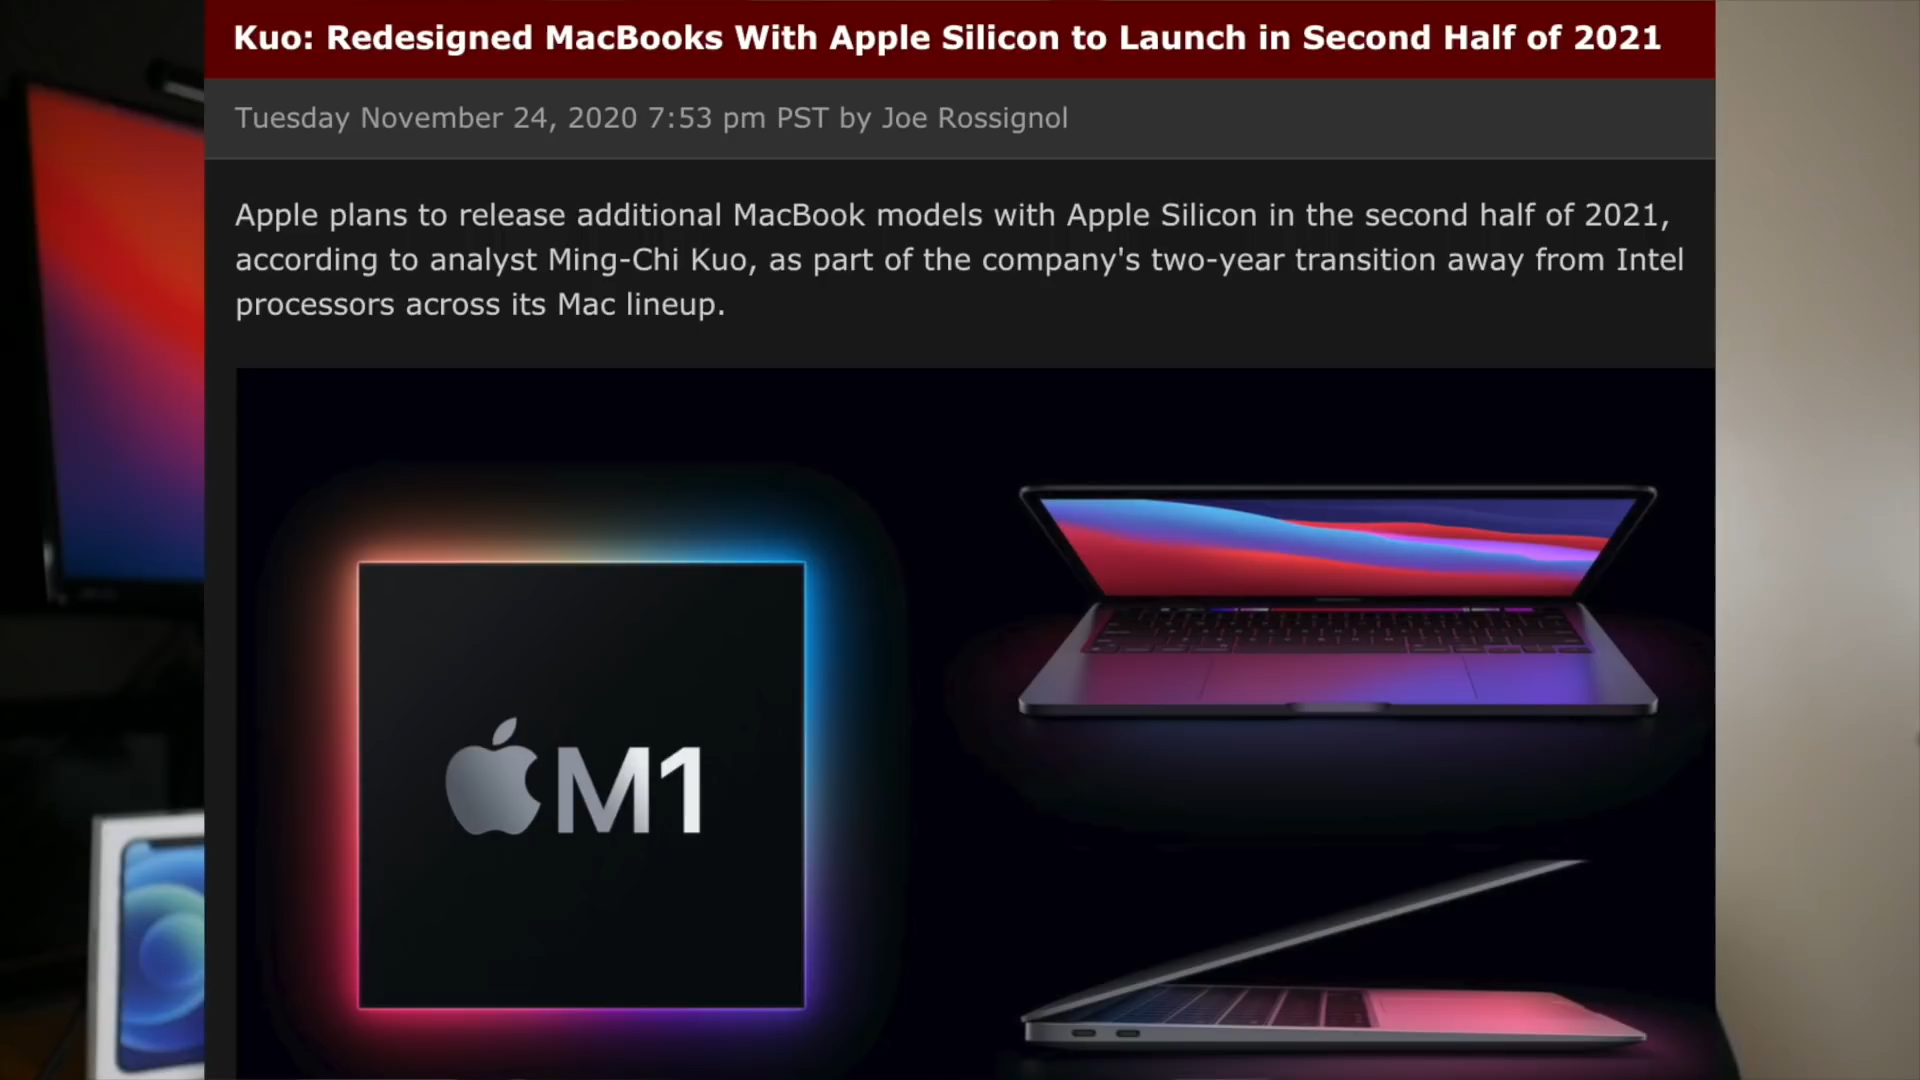 Kuo: Redesigned MacBooks With Apple Silicon to Launch in Second Half of 2021
Tuesday November 24, 2020 7:53 pm PST by Joe Rossignol
Apple plans to release additional MacBook models with Apple Silicon in the second half of 2021,
according to analyst Ming-Chi Kuo, as part of the company's two-year transition away from Intel
processors across its Mac lineup.
M1